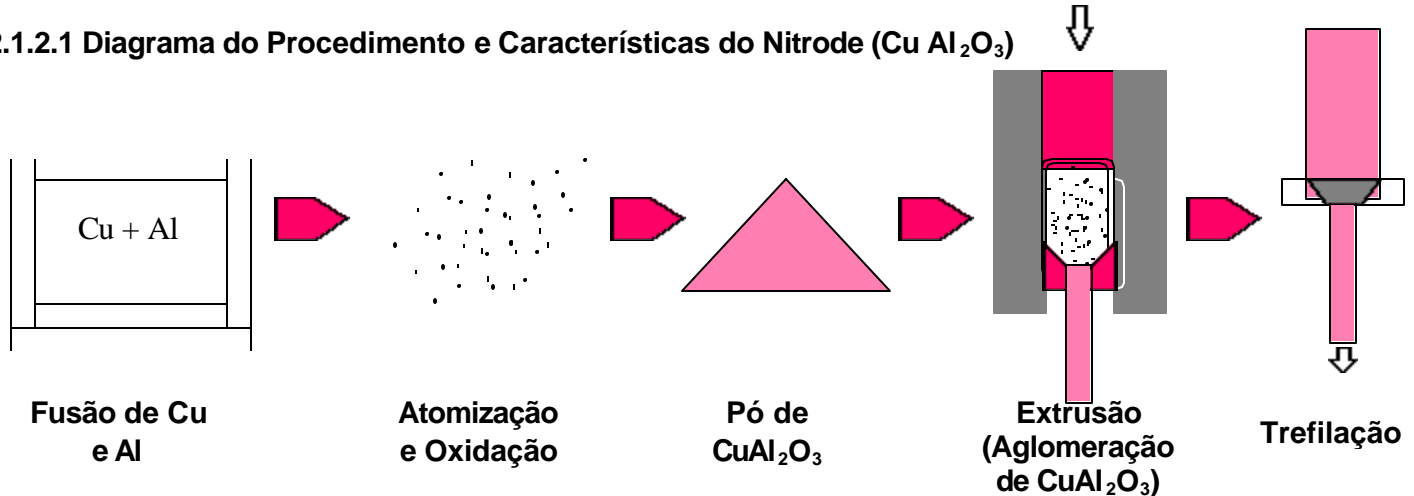 2.1.2.1 Diagrama do Procedimento e Características do Nitrode (Cu Al₂O₃)
Cu + Al
Fusão de Cu
e Al
Atomização
e Oxidação
Pó de
CuAl₂O₃
Extrusão
(Aglomeração
de CuAl₂O₃)
Trefilação